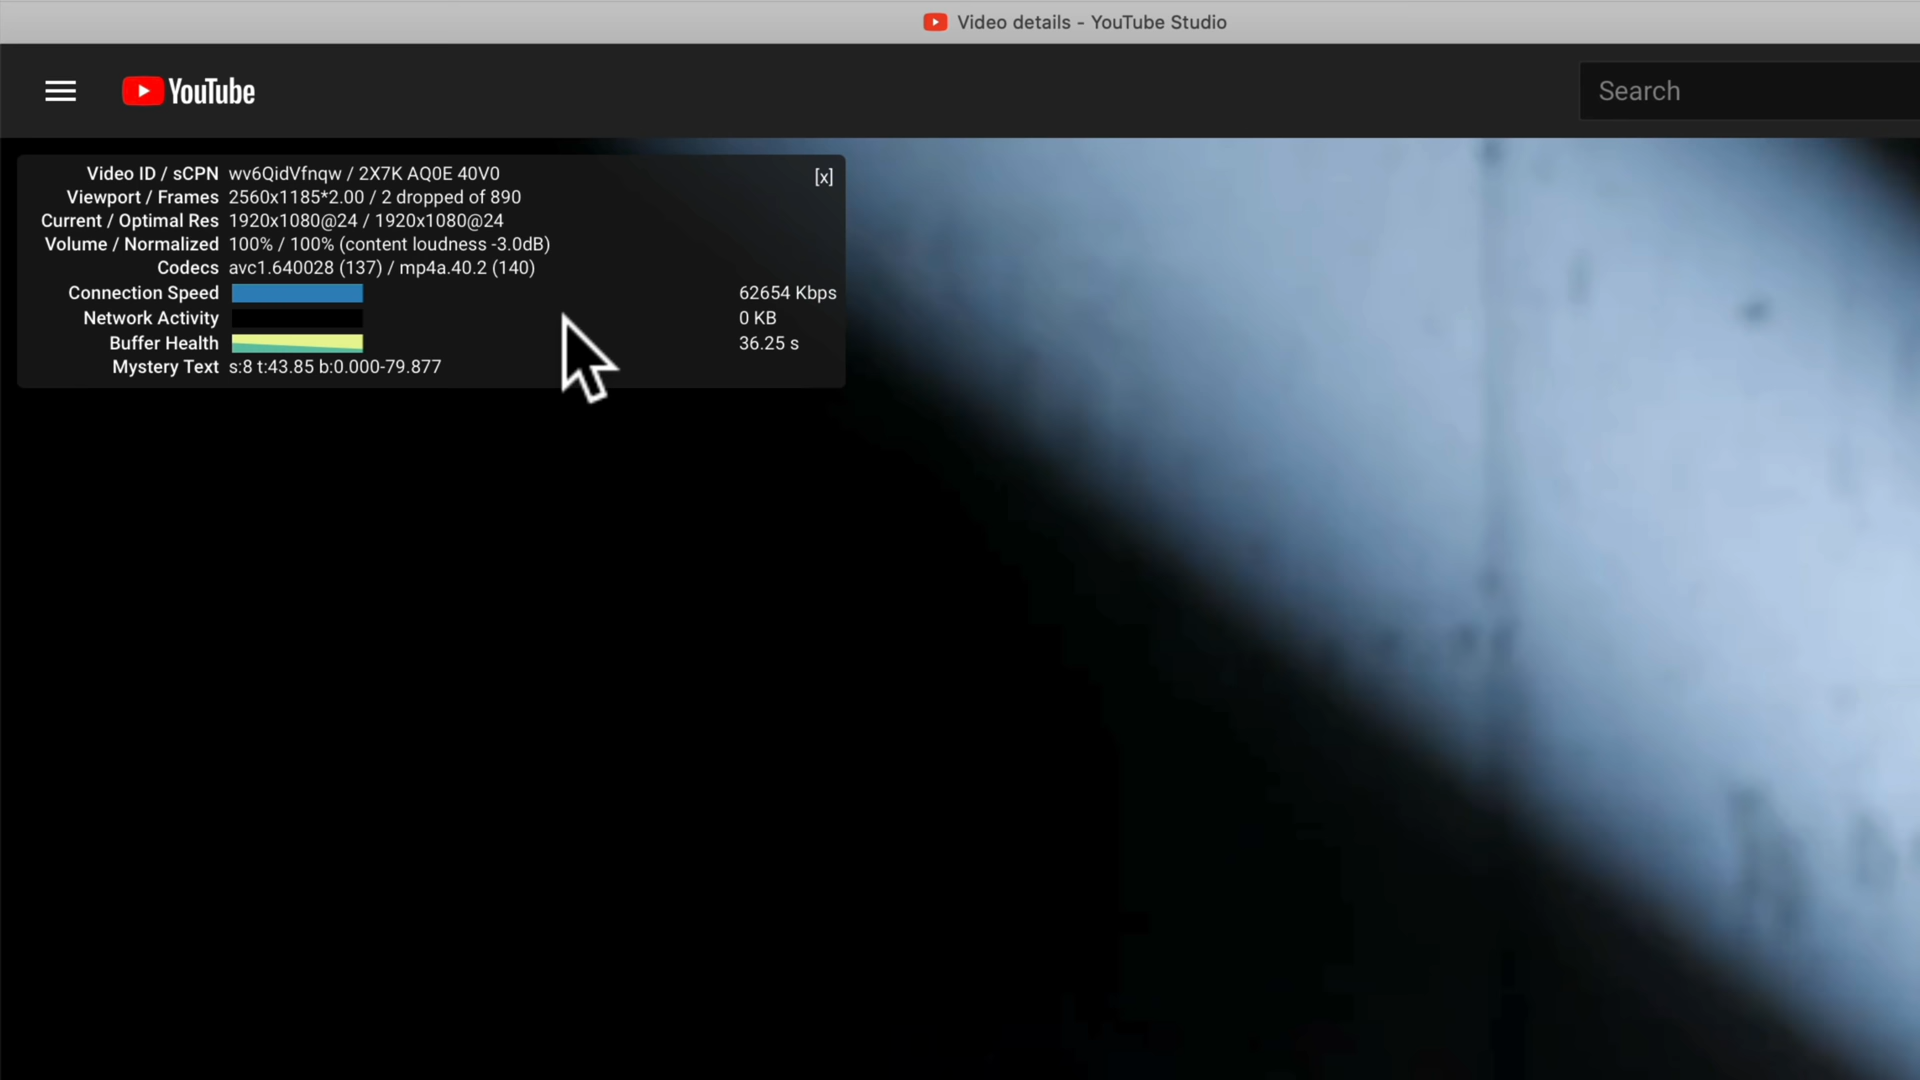 Video details - YouTube Studio
YouTube
Search
Video ID / sCPN wv6QidVfnqw / 2X7K AQ0E 40V0
[x]
Viewport / Frames 2560x1185*2.00 / 2 dropped of 890
Current / Optimal Res 1920x1080@24 / 1920x1080@24
Volume / Normalized 100% / 100% (content loudness -3.0dB)
Codecs avc1.640028 (137) / mp4a.40.2 (140)
Connection Speed 62654 Kbps
Network Activity 0 KB
Buffer Health 36.25 s
Mystery Text s:8 t:43.85 b:0.000-79.877